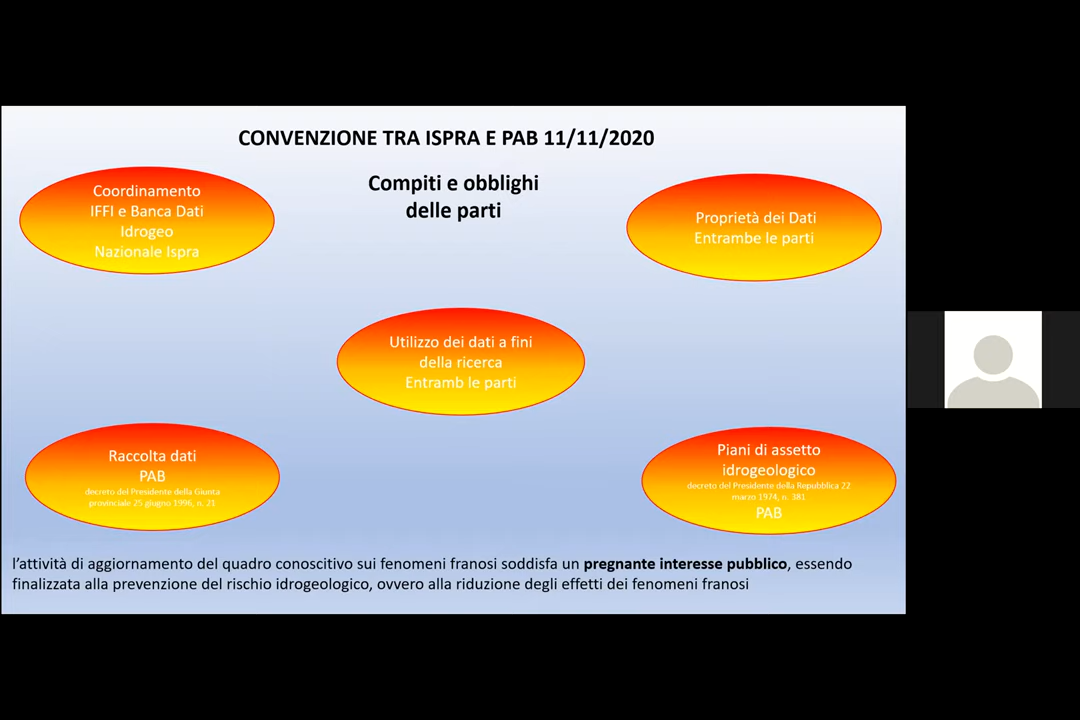 CONVENZIONE TRA ISPRA E PAB 11/11/2020
Compiti e obblighi
delle parti
Coordinamento
IFFI e Banca Dati
Idrogeo
Nazionale Ispra
Proprietà dei Dati
Entrambe le parti
Utilizzo dei dati a fini
della ricerca
Entramb le parti
Raccolta dati
PAB
decreto del Presidente della Giunta
provinciale 25 giugno 1996, n. 21
Piani di assetto
idrogeologico
decreto del Presidente della Repubblica 22
marzo 1974, n. 381
PAB
l’attività di aggiornamento del quadro conoscitivo sui fenomeni franosi soddisfa un pregnante interesse pubblico, essendo
finalizzata alla prevenzione del rischio idrogeologico, ovvero alla riduzione degli effetti dei fenomeni franosi